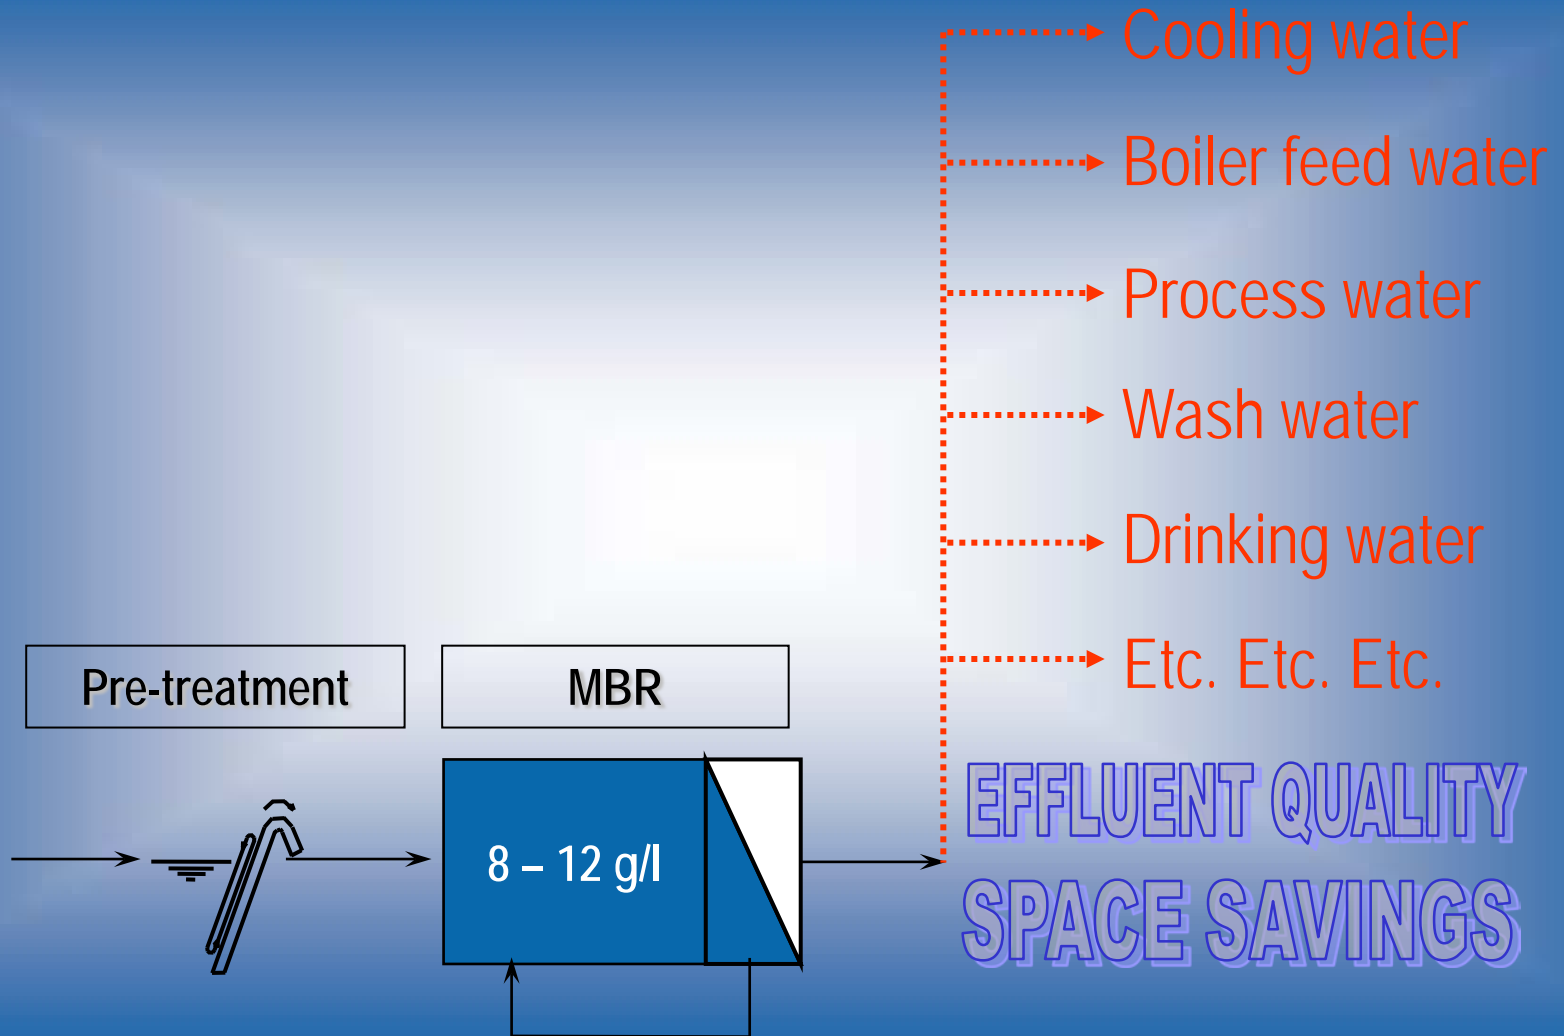 Cooling water
Boiler feed water
Process water
Wash water
Drinking water
Etc. Etc. Etc.
Pre-treatment
MBR
8 – 12 g/l
EFFLUENT QUALITY
SPACE SAVINGS